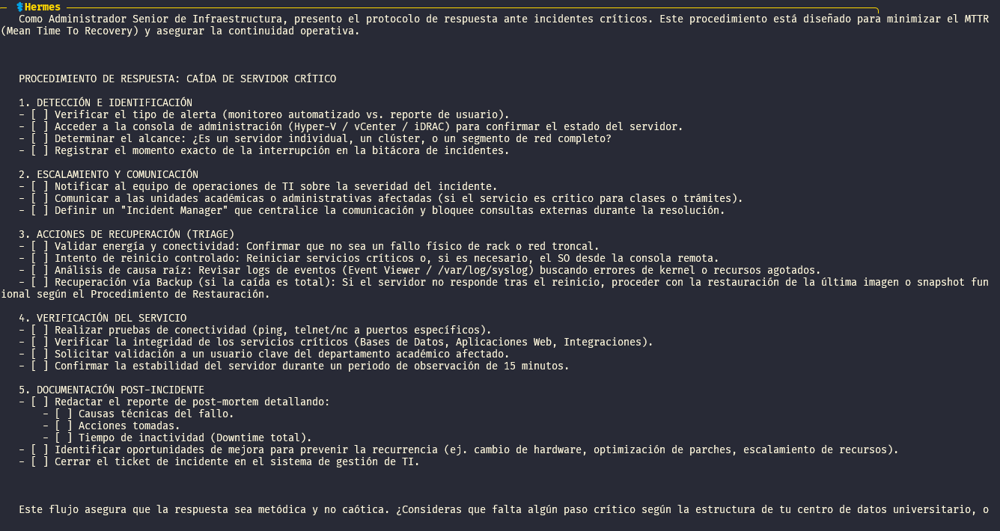 Hermes
Como Administrador Senior de Infraestructura, presento el protocolo de respuesta ante incidentes críticos. Este procedimiento está diseñado para minimizar el MTTR
(Mean Time To Recovery) y asegurar la continuidad operativa.
PROCEDIMIENTO DE RESPUESTA: CAÍDA DE SERVIDOR CRÍTICO
1. DETECCIÓN E IDENTIFICACIÓN
- [ ] Verificar el tipo de alerta (monitoreo automatizado vs. reporte de usuario).
- [ ] Acceder a la consola de administración (Hyper-V / vCenter / iDRAC) para confirmar el estado del servidor.
- [ ] Determinar el alcance: ¿Es un servidor individual, un clúster, o un segmento de red completo?
- [ ] Registrar el momento exacto de la interrupción en la bitácora de incidentes.
2. ESCALAMIENTO Y COMUNICACIÓN
- [ ] Notificar al equipo de operaciones de TI sobre la severidad del incidente.
- [ ] Comunicar a las unidades académicas o administrativas afectadas (si el servicio es crítico para clases o trámites).
- [ ] Definir un "Incident Manager" que centralice la comunicación y bloquee consultas externas durante la resolución.
3. ACCIONES DE RECUPERACIÓN (TRIAGE)
- [ ] Validar energía y conectividad: Confirmar que no sea un fallo físico de rack o red troncal.
- [ ] Intento de reinicio controlado: Reiniciar servicios críticos o, si es necesario, el SO desde la consola remota.
- [ ] Análisis de causa raíz: Revisar logs de eventos (Event Viewer / /var/log/syslog) buscando errores de kernel o recursos agotados.
- [ ] Recuperación vía Backup (si la caída es total): Si el servidor no responde tras el reinicio, proceder con la restauración de la última imagen o snapshot fun
ional según el Procedimiento de Restauración.
4. VERIFICACIÓN DEL SERVICIO
- [ ] Realizar pruebas de conectividad (ping, telnet/nc a puertos específicos).
- [ ] Verificar la integridad de los servicios críticos (Bases de Datos, Aplicaciones Web, Integraciones).
- [ ] Solicitar validación a un usuario clave del departamento académico afectado.
- [ ] Confirmar la estabilidad del servidor durante un periodo de observación de 15 minutos.
5. DOCUMENTACIÓN POST-INCIDENTE
- [ ] Redactar el reporte de post-mortem detallando:
- [ ] Causas técnicas del fallo.
- [ ] Acciones tomadas.
- [ ] Tiempo de inactividad (Downtime total).
- [ ] Identificar oportunidades de mejora para prevenir la recurrencia (ej. cambio de hardware, optimización de parches, escalamiento de recursos).
- [ ] Cerrar el ticket de incidente en el sistema de gestión de TI.
Este flujo asegura que la respuesta sea metódica y no caótica. ¿Consideras que falta algún paso crítico según la estructura de tu centro de datos universitario, o